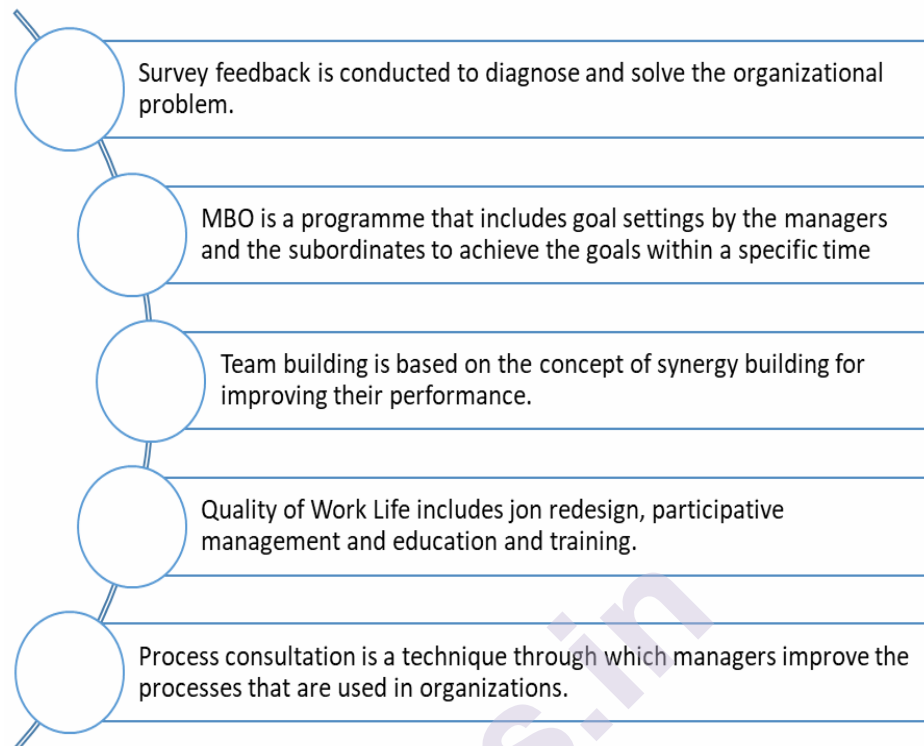 Survey feedback is conducted to diagnose and solve the organizational
problem.
MBO is a programme that includes goal settings by the managers
and the subordinates to achieve the goals within a specific time
Team building is based on the concept of synergy building for
improving their performance.
Quality of Work Life includes jon redesign, participative
management and education and training.
Process consultation is a technique through which managers improve the
processes that are used in organizations.
s.in